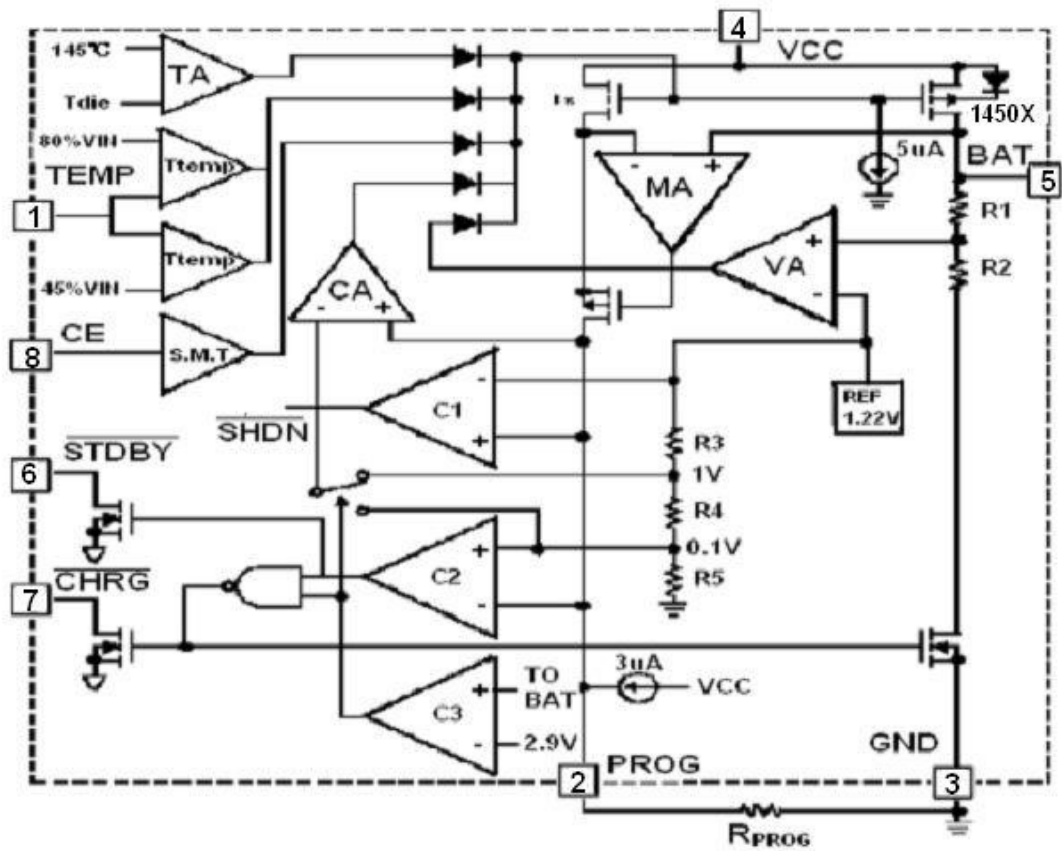 4
VCC
145°C
TA
Tdie
1X
1450X
80%VIN
Ttemp
5uA
TEMP
- +
MA
BAT
5
1
R1
Ttemp
+
VA
-
R2
45%VIN
CA
- +
CE
8
S.M.T
REF
1.22V
-
C1
+
SHDN
R3
STDBY
6
1V
R4
+
0.1V
CHRG
C2
R5
7
-
3uA
VCC
+
TO
BAT
C3
-
2.9V
GND
2
PROG
3
RPROG